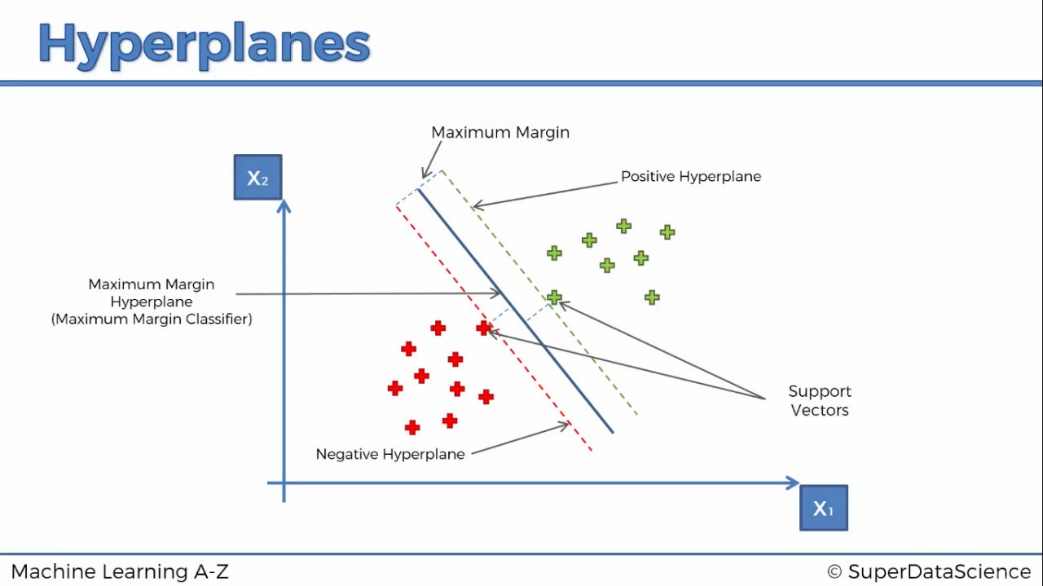 Hyperplanes
Maximum Margin
X₂
Positive Hyperplane
Maximum Margin
Hyperplane
(Maximum Margin Classifier)
Support
Vectors
Negative Hyperplane
X₁
Machine Learning A-Z
© SuperDataScience